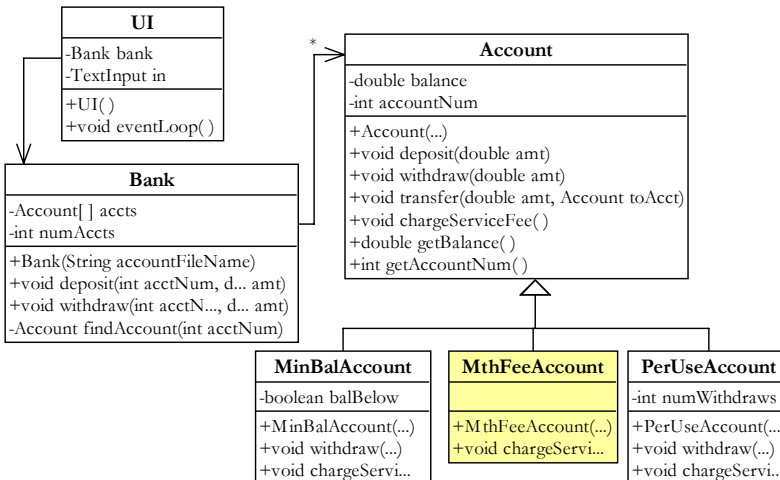 UI
-Bank bank
-TextInput in
+UI( )
+void eventLoop( )
*
Account
-double balance
-int accountNum
+Account(...)
+void deposit(double amt)
+void withdraw(double amt)
+void transfer(double amt, Account toAcct)
+void chargeServiceFee( )
+double getBalance( )
+int getAccountNum( )
Bank
-Account[ ] accts
-int numAccts
+Bank(String accountFileName)
+void deposit(int acctNum, d... amt)
+void withdraw(int acctN..., d... amt)
-Account findAccount(int acctNum)
MinBalAccount
-boolean balBelow
+MinBalAccount(...)
+void withdraw(...)
+void chargeServi...
MthFeeAccount
+MthFeeAccount(...)
+void chargeServi...
PerUseAccount
-int numWithdraws
+PerUseAccount(...
+void withdraw(...)
+void chargeServi...